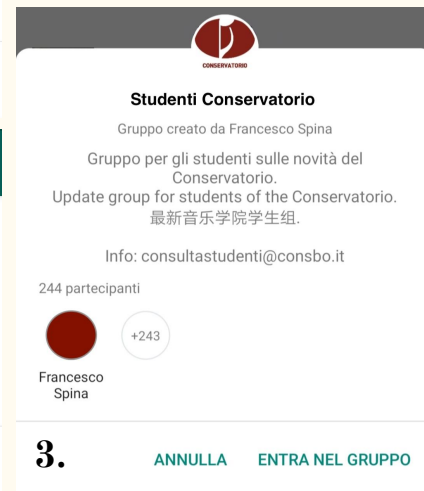 CONSERVATORIO
Studenti Conservatorio
Gruppo creato da Francesco Spina
Gruppo per gli studenti sulle novità del
Conservatorio.
Update group for students of the Conservatorio.
最新音乐学院学生组.
Info: consultastudenti@consbo.it
244 partecipanti
+243
Francesco
Spina
3.
ANNULLA ENTRA NEL GRUPPO